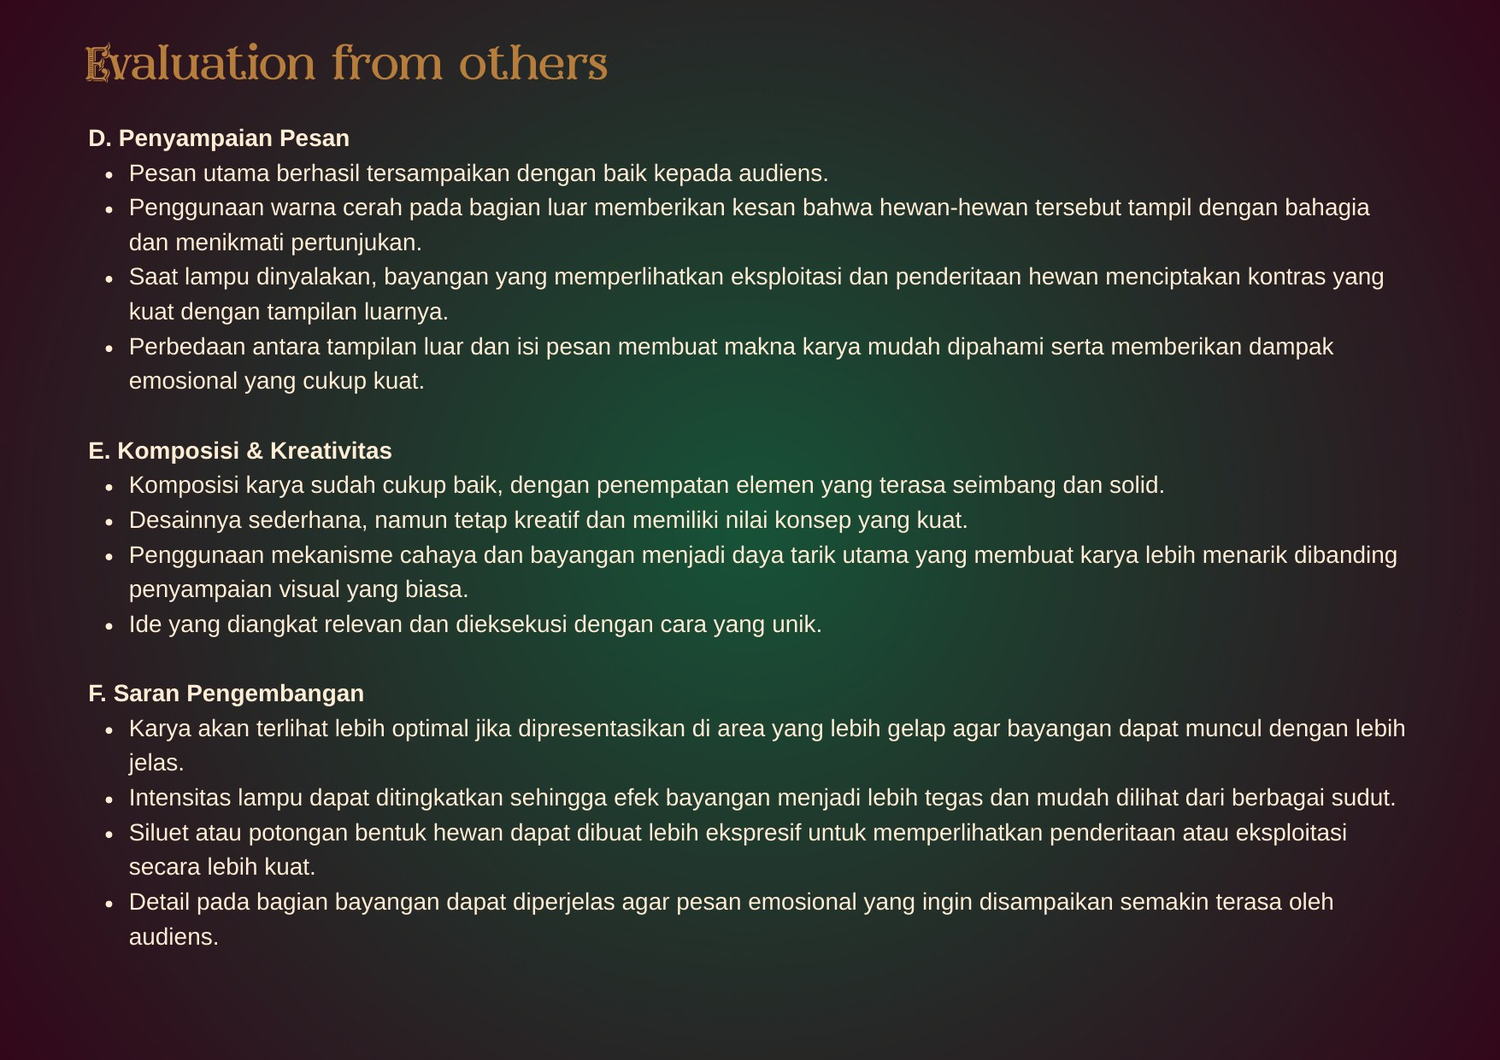 Evaluation from others
D. Penyampaian Pesan
• Pesan utama berhasil tersampaikan dengan baik kepada audiens.
• Penggunaan warna cerah pada bagian luar memberikan kesan bahwa hewan-hewan tersebut tampil dengan bahagia
dan menikmati pertunjukan.
• Saat lampu dinyalakan, bayangan yang memperlihatkan eksploitasi dan penderitaan hewan menciptakan kontras yang
kuat dengan tampilan luarnya.
• Perbedaan antara tampilan luar dan isi pesan membuat makna karya mudah dipahami serta memberikan dampak
emosional yang cukup kuat.
E. Komposisi & Kreativitas
• Komposisi karya sudah cukup baik, dengan penempatan elemen yang terasa seimbang dan solid.
• Desainnya sederhana, namun tetap kreatif dan memiliki nilai konsep yang kuat.
• Penggunaan mekanisme cahaya dan bayangan menjadi daya tarik utama yang membuat karya lebih menarik dibanding
penyampaian visual yang biasa.
• Ide yang diangkat relevan dan dieksekusi dengan cara yang unik.
F. Saran Pengembangan
• Karya akan terlihat lebih optimal jika dipresentasikan di area yang lebih gelap agar bayangan dapat muncul dengan lebih
jelas.
• Intensitas lampu dapat ditingkatkan sehingga efek bayangan menjadi lebih tegas dan mudah dilihat dari berbagai sudut.
• Siluet atau potongan bentuk hewan dapat dibuat lebih ekspresif untuk memperlihatkan penderitaan atau eksploitasi
secara lebih kuat.
• Detail pada bagian bayangan dapat diperjelas agar pesan emosional yang ingin disampaikan semakin terasa oleh
audiens.